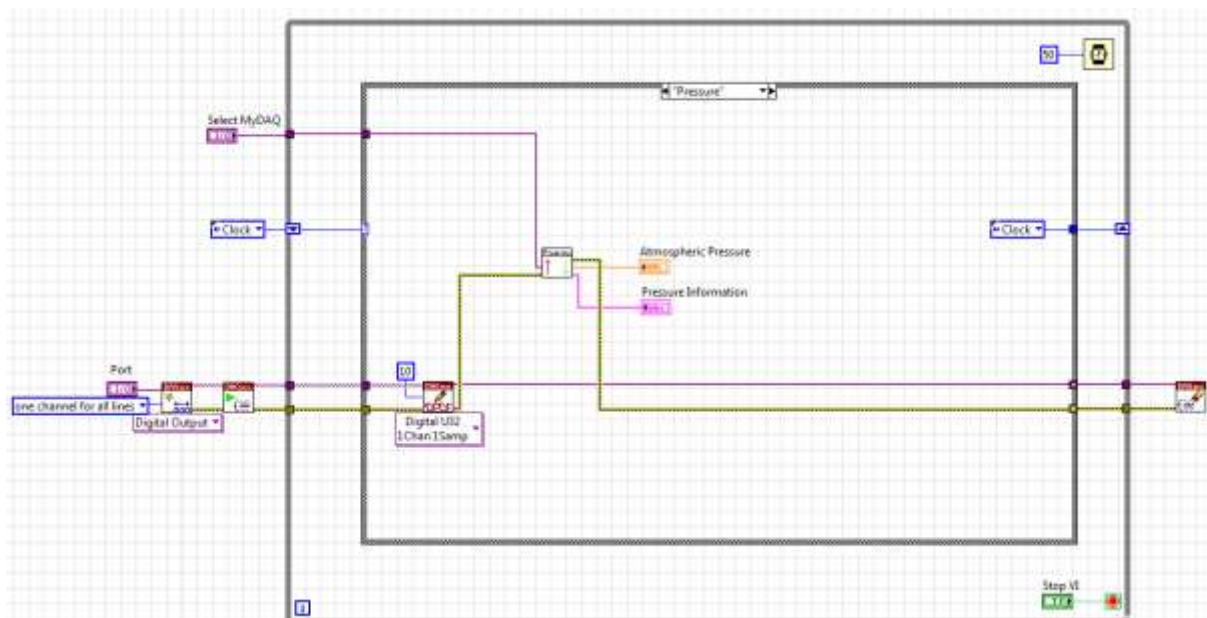 50
"Pressure"
Select MyDAQ
Clock
Clock
Atmospheric Pressure
Pressure Information
Port
10
one channel for all lines
Digital Output
Digital U32
1Chan 1Samp
Stop VI
i